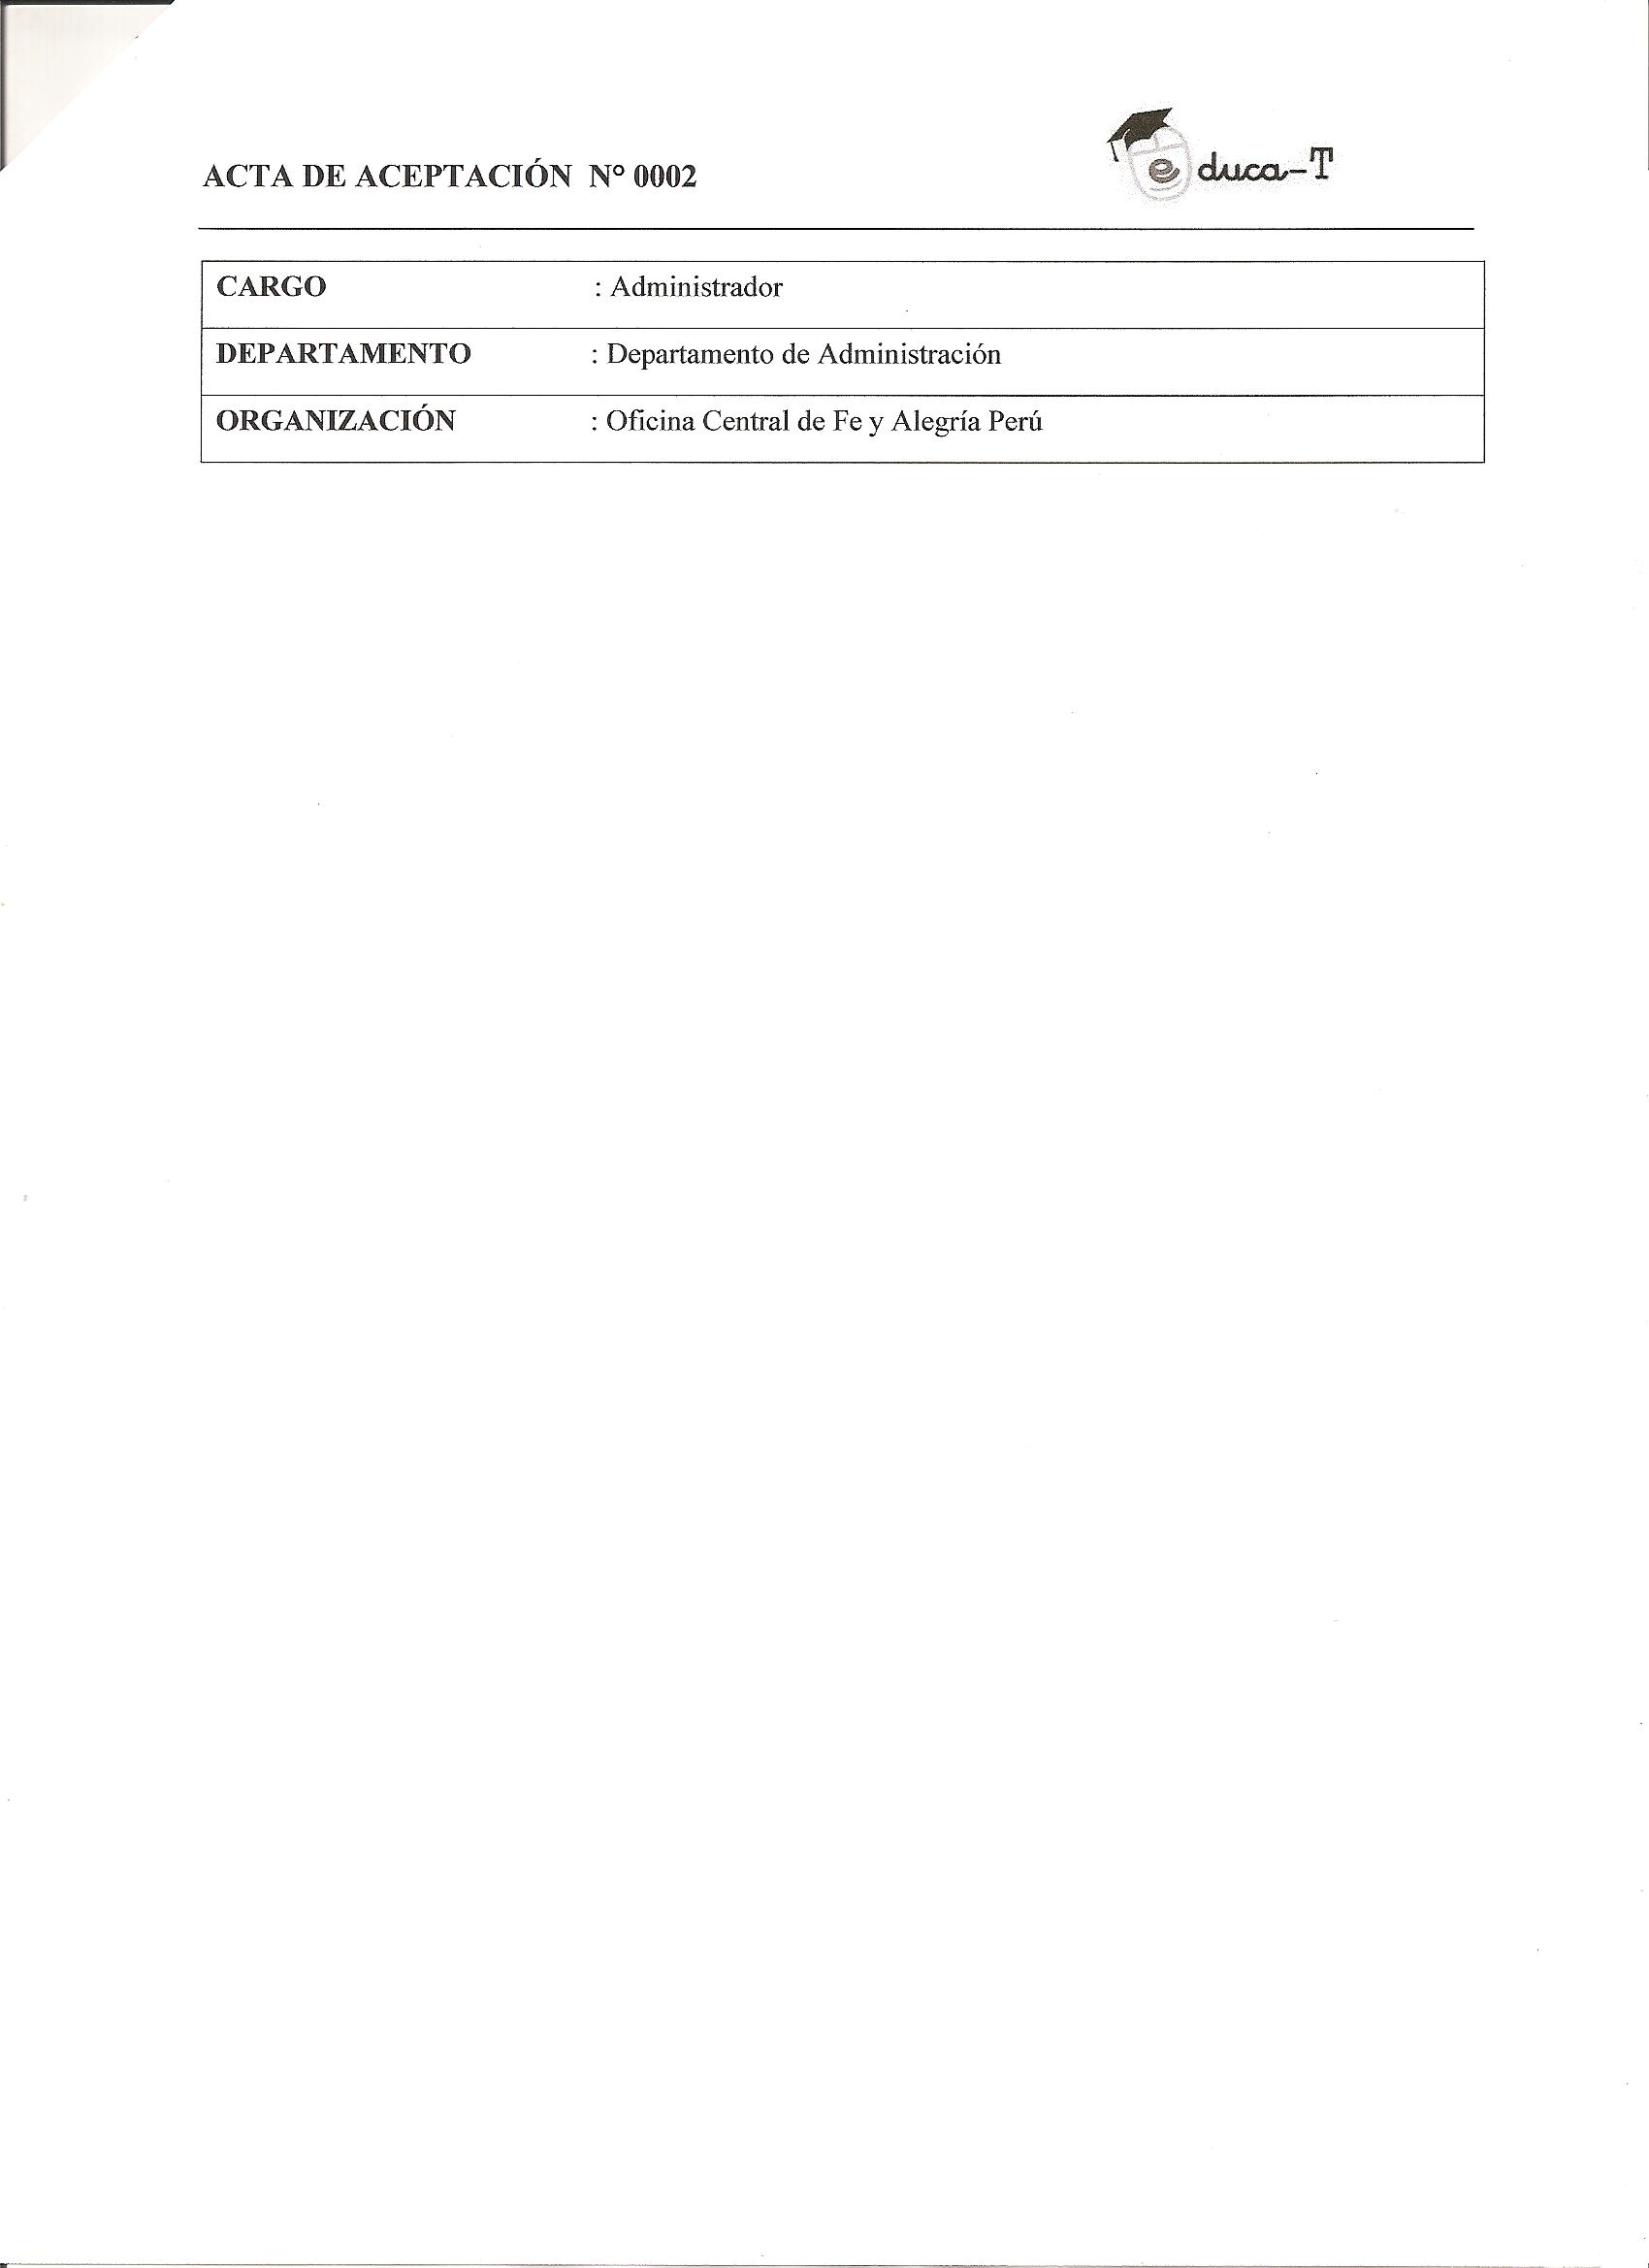 ACTA DE ACEPTACIÓN N° 0002
educa-T
CARGO : Administrador
DEPARTAMENTO : Departamento de Administración
ORGANIZACIÓN : Oficina Central de Fe y Alegría Perú